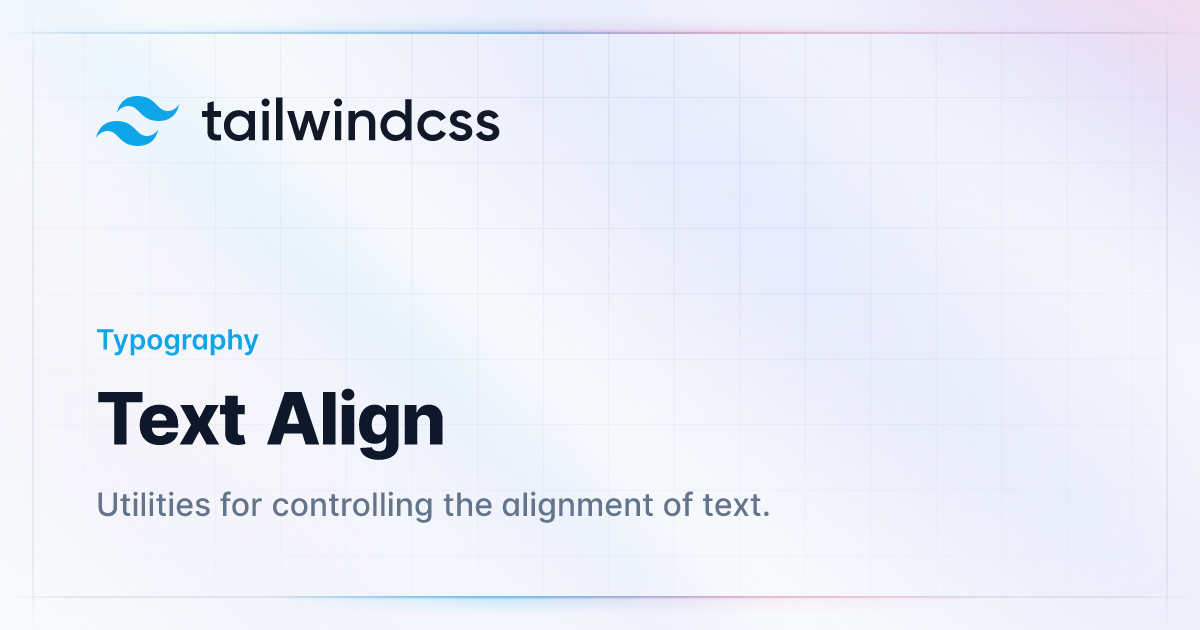 tailwindcss
Typography
Text Align
Utilities for controlling the alignment of text.